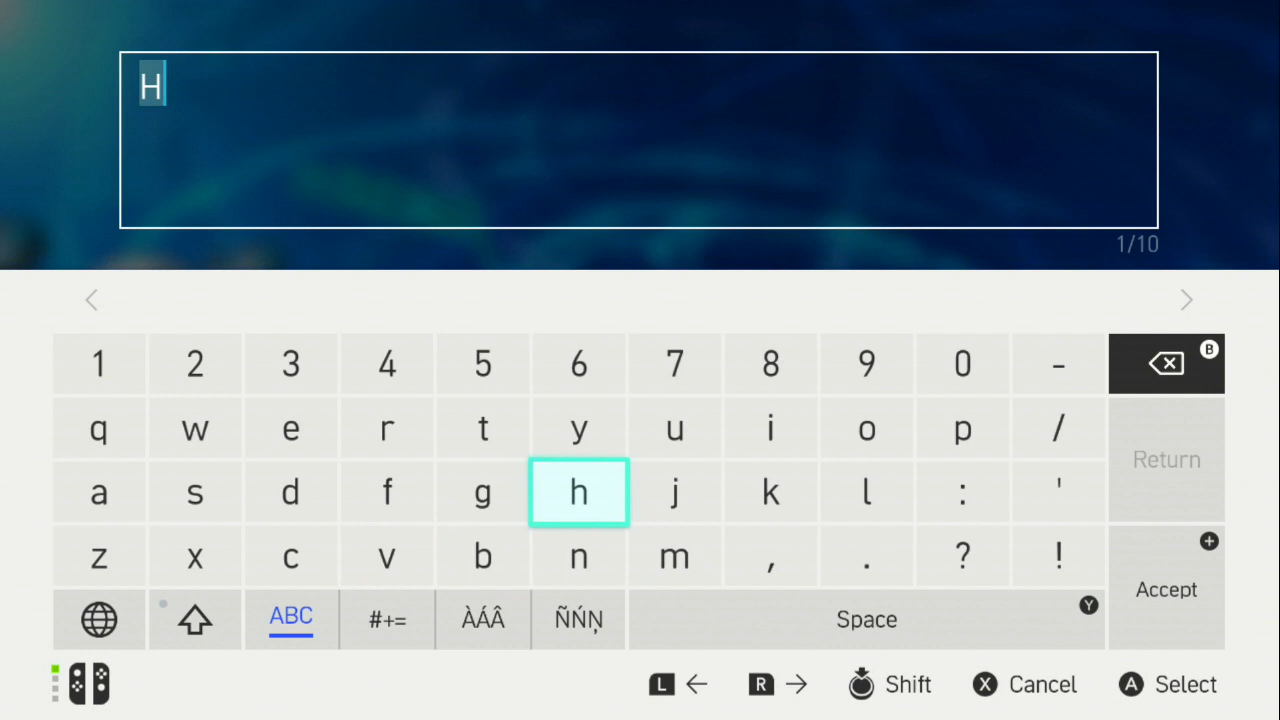 H
1/10
1 2 3 4 5 6 7 8 9 0 - B
q w e r t y u i o p /
Return
a s d f g h j k l : '
z x c v b n m , . ? !
Accept
ABC #+= ÀÁÂ ÑŃŅ Space Y
L ← R → Shift X Cancel A Select